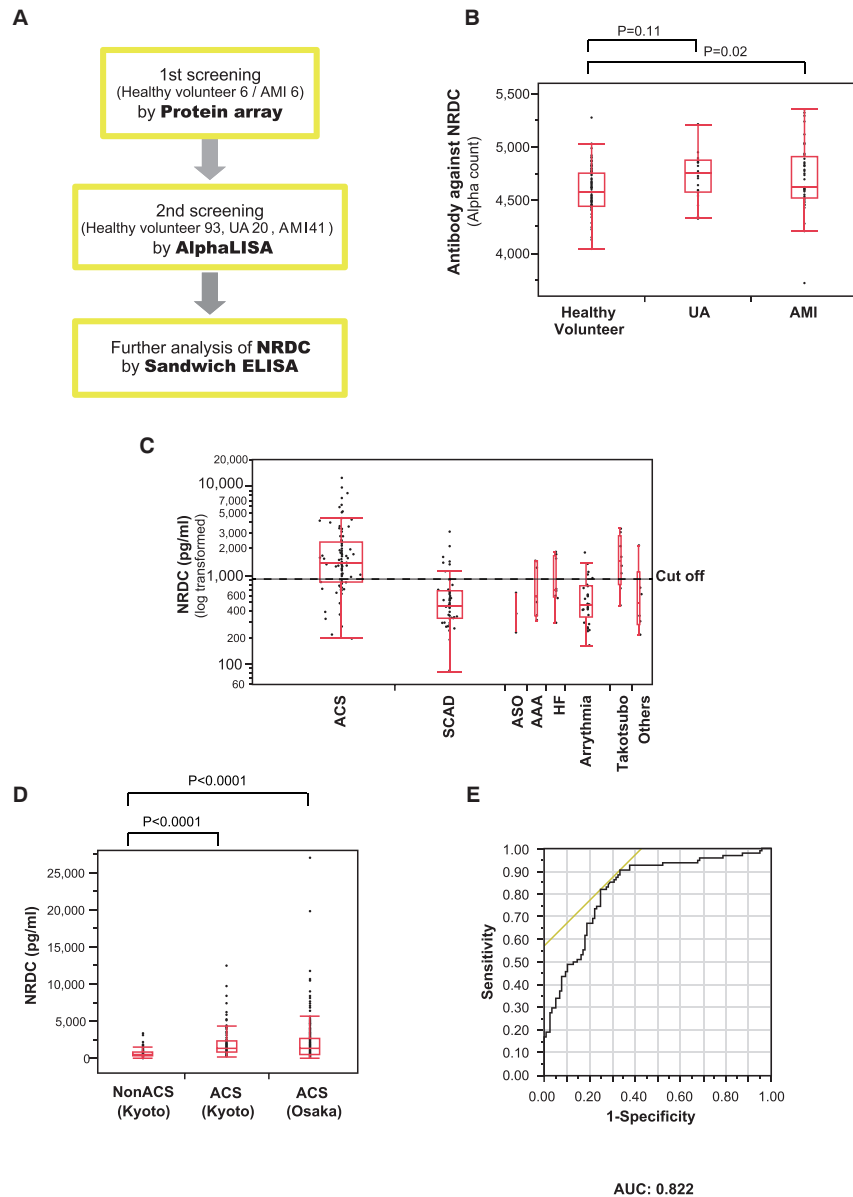 A
1st screening
(Healthy volunteer 6 / AMI 6)
by Protein array
2nd screening
(Healthy volunteer 93, UA 20 , AMI41 )
by AlphaLISA
Further analysis of NRDC
by Sandwich ELISA
B
P=0.11
P=0.02
Antibody against NRDC
(Alpha count)
5,500
5,000
4,500
4,000
Healthy
Volunteer
UA
AMI
C
NRDC (pg/ml)
(log transformed)
20,000
10,000
7,000
5,000
3,000
2,000
1,000
600
400
200
100
60
Cut off
ACS
SCAD
ASO
AAA
HF
Arrythmia
Takotsubo
Others
D
P<0.0001
P<0.0001
NRDC (pg/ml)
25,000
20,000
15,000
10,000
5,000
0
NonACS
(Kyoto)
ACS
(Kyoto)
ACS
(Osaka)
E
Sensitivity
1.00
0.90
0.80
0.70
0.60
0.50
0.40
0.30
0.20
0.10
0.00
0.00
0.20
0.40
0.60
0.80
1.00
1-Specificity
AUC: 0.822